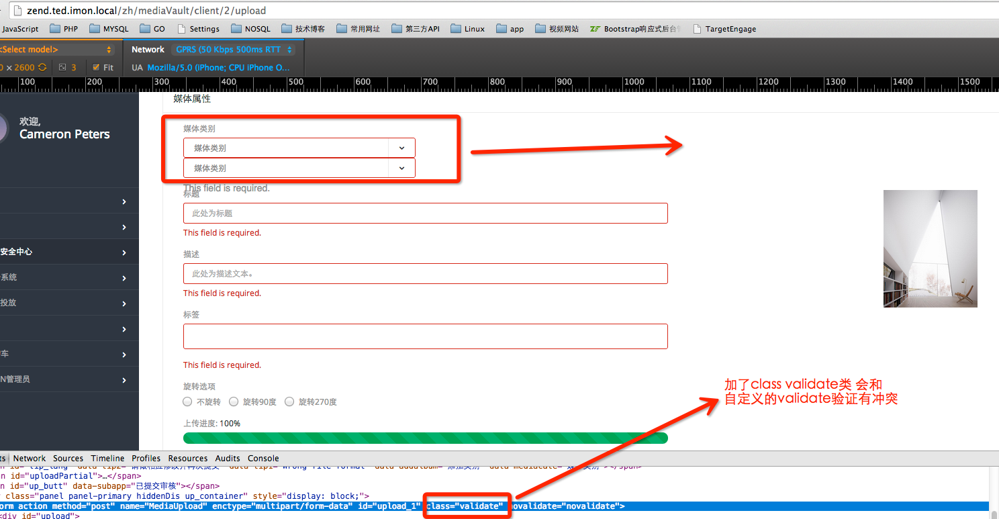 zend.ted.imon.local/zh/mediaVault/client/2/upload
JavaScript PHP MYSQL GO Settings NOSQL 技术博客 常用网址 第三方API Linux app 视频网站 Bootstrap响应式后台 TargetEngage
<Select model> Network GPRS (50 Kbps 500ms RTT
0 × 2600 3 Fit UA Mozilla/5.0 (iPhone; CPU iPhone O...
100 200 300 400 500 600 700 800 900 1000 1100 1200 1300 1400 1500
媒体属性
欢迎,
Cameron Peters
安全中心
系统
投放
车
N管理员
媒体类别
媒体类别
媒体类别
This field is required.
标题
此处为标题
This field is required.
描述
此处为描述文本。
This field is required.
标签
This field is required.
旋转选项
不旋转 旋转90度 旋转270度
上传进度: 100%
加了class validate类 会和
自定义的validate验证有冲突
ts Network Sources Timeline Profiles Resources Audits Console
n id="uploadPartial">…</span>
n id="up_butt" data-subapp="已提交审核"></span>
class="panel panel-primary hiddenDis up_container" style="display: block;">
orm action method="post" name="MediaUpload" enctype="multipart/form-data" id="upload_1" class="validate" novalidate="novalidate">
<div id="upload">